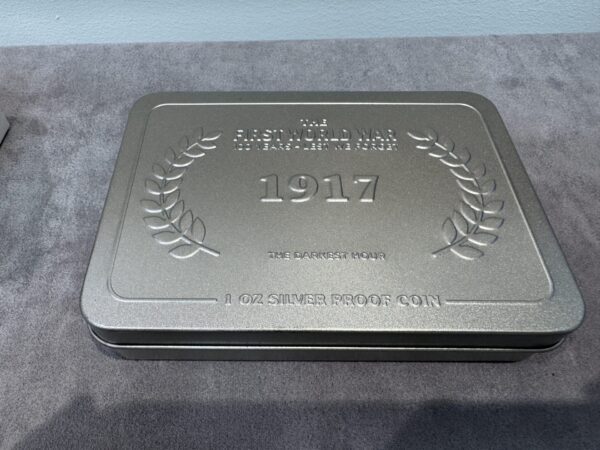 THE
FIRST WORLD WAR
100 YEARS - LEST WE FORGET
1917
THE DARKEST HOUR
1 OZ SILVER PROOF COIN